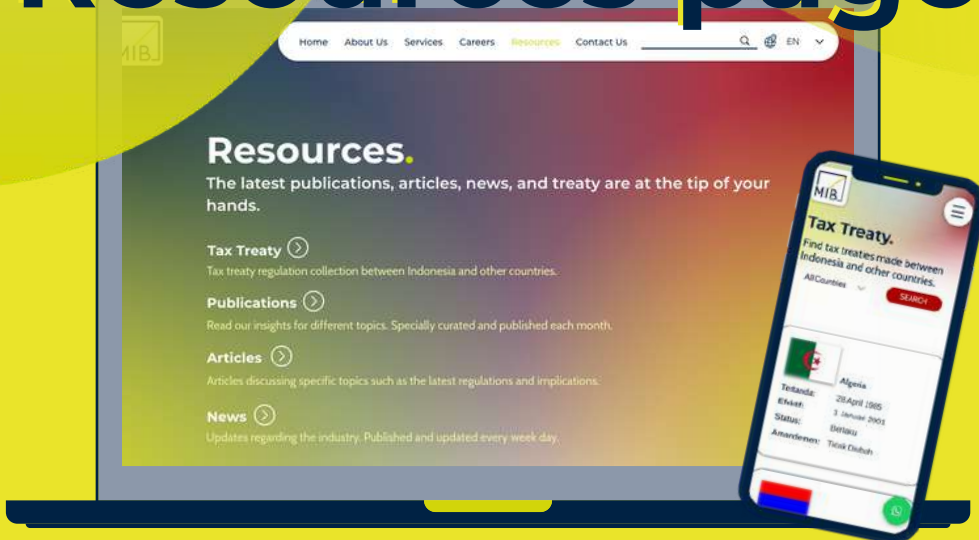 Resources page
MIB
Home About Us Services Careers Resources Contact Us EN
Resources.
The latest publications, articles, news, and treaty are at the tip of your
hands.
Tax Treaty
Tax treaty regulation collection between Indonesia and other countries.
Publications
Read our insights for different topics. Specially curated and published each month.
Articles
Articles discussing specific topics such as the latest regulations and implications.
News
Updates regarding the industry. Published and updated every week day.
MIB
Tax Treaty.
Find tax treaties made between
Indonesia and other countries.
All Countries
SEARCH
Algeria
Tertanda: 28 April 1995
Efektif: 1 Januari 2001
Status: Berlaku
Amandemen: Tidak Diubah